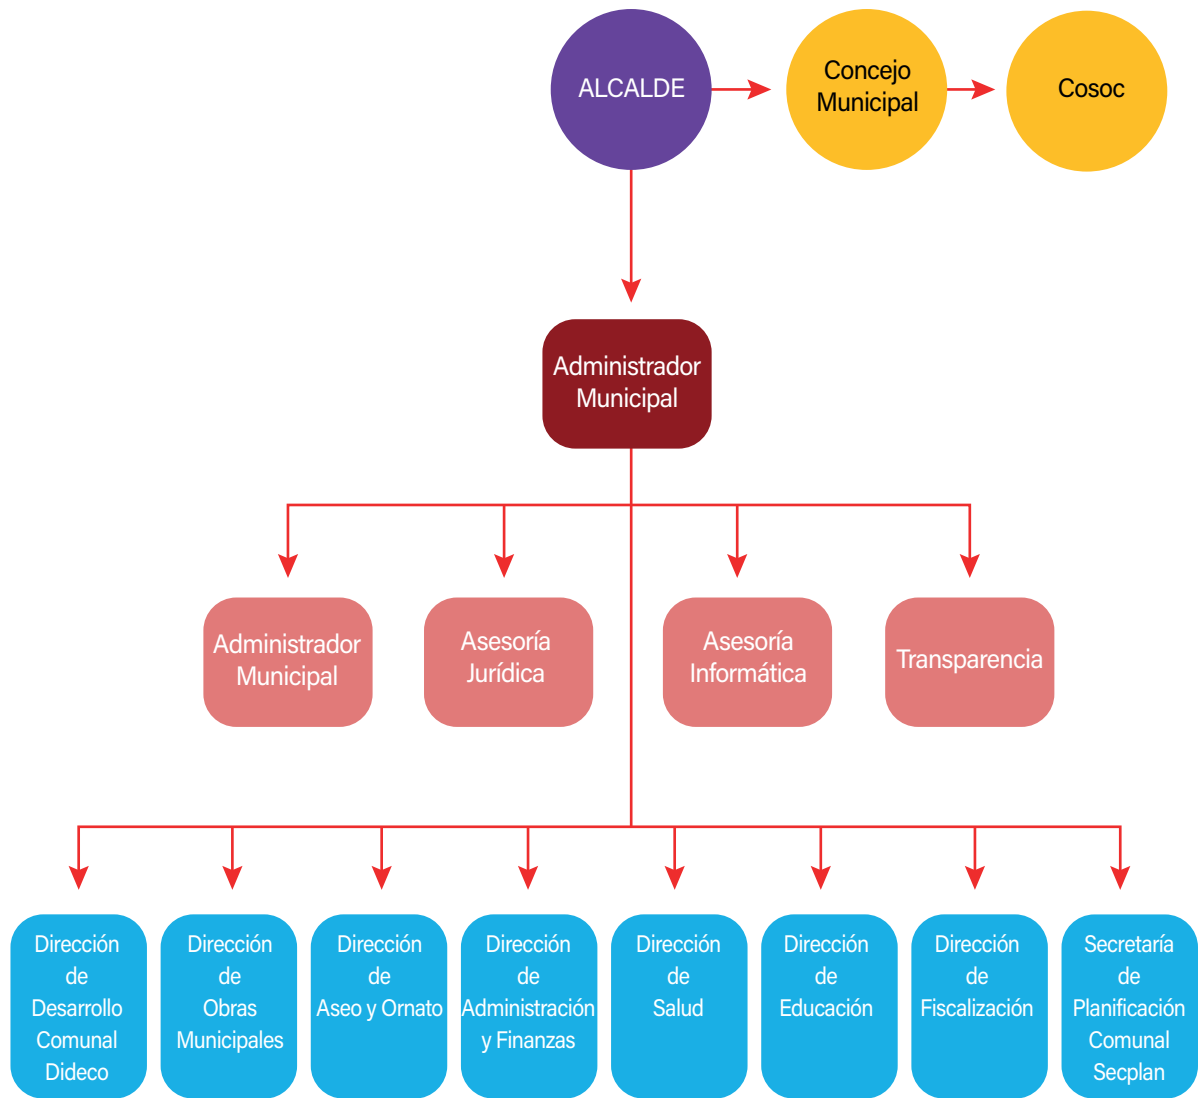 ALCALDE
Concejo
Municipal
Cosoc
Administrador
Municipal
Administrador
Municipal
Asesoría
Jurídica
Asesoría
Informática
Transparencia
Dirección
de
Desarrollo
Comunal
Dideco
Dirección
de
Obras
Municipales
Dirección
de
Aseo y Ornato
Dirección
de
Administración
y Finanzas
Dirección
de
Salud
Dirección
de
Educación
Dirección
de
Fiscalización
Secretaría
de
Planificación
Comunal
Secplan